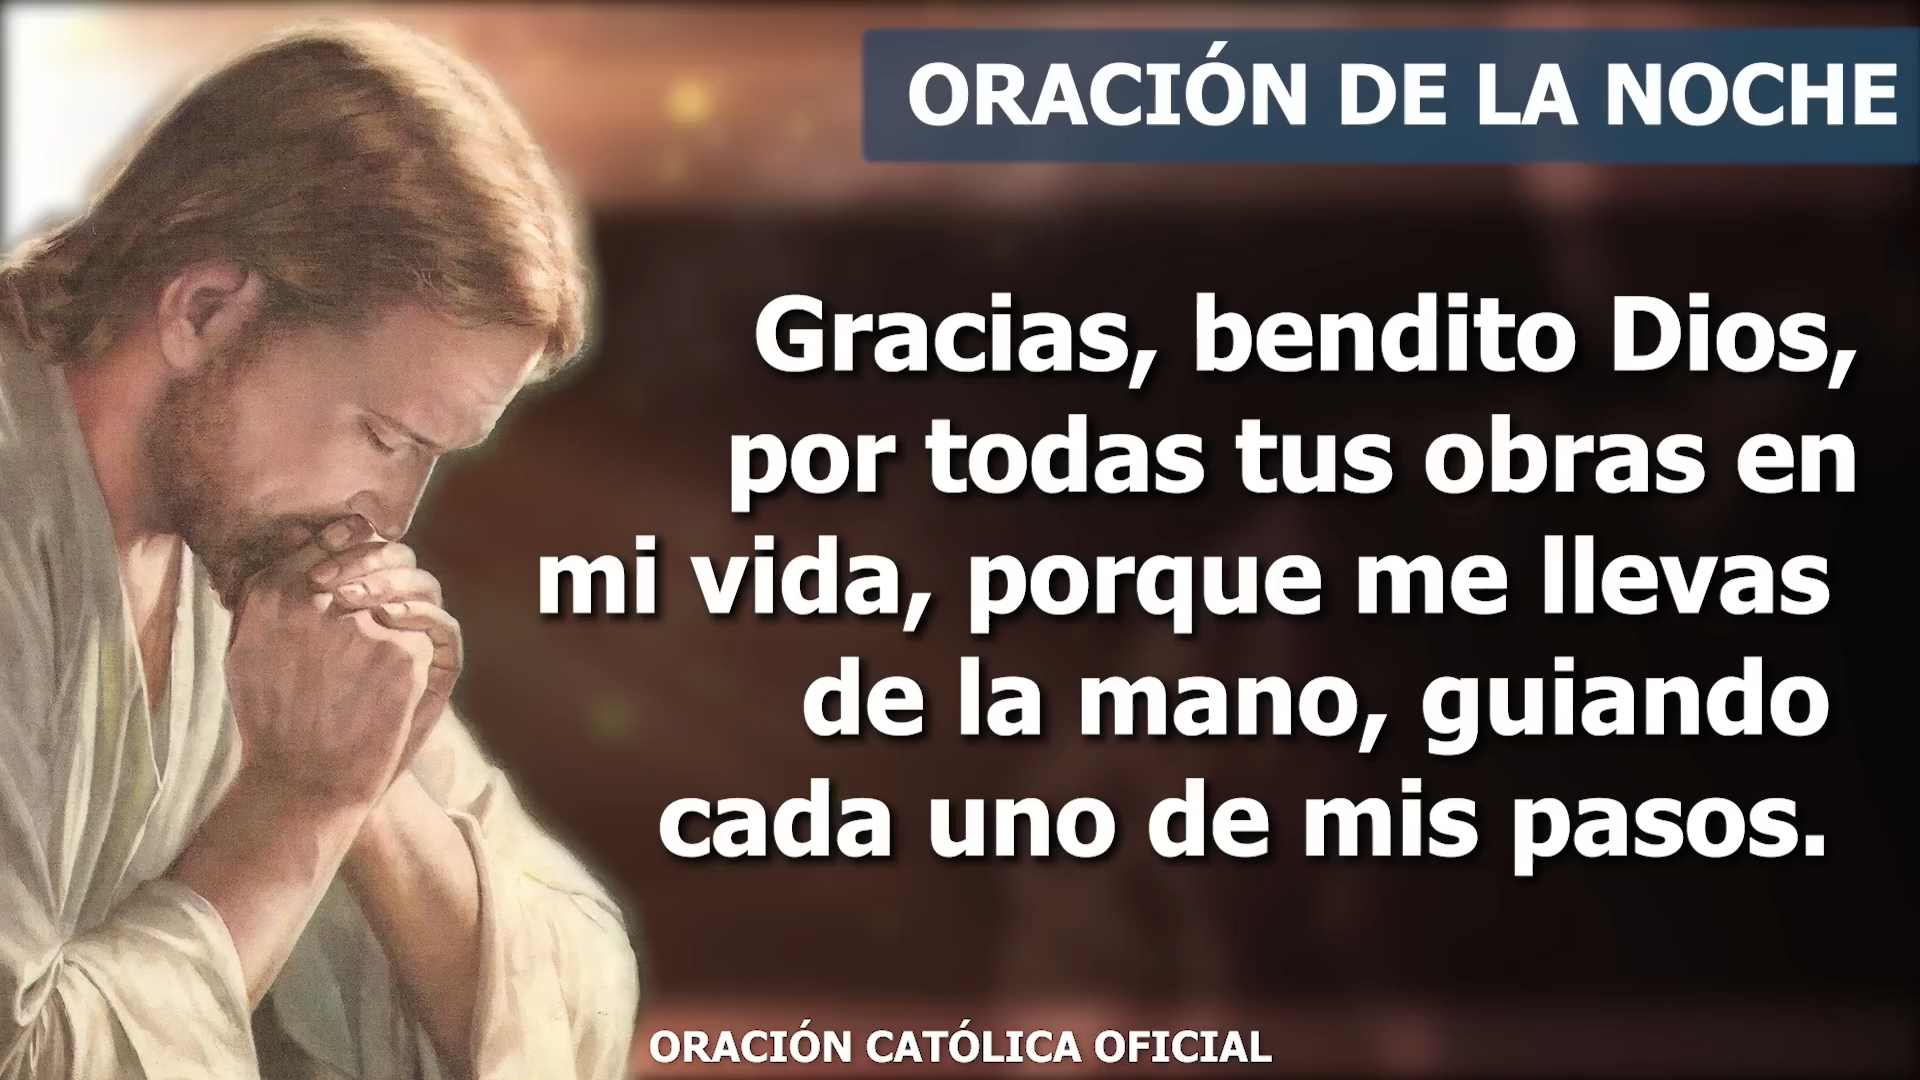 ORACIÓN DE LA NOCHE
Gracias, bendito Dios,
por todas tus obras en
mi vida, porque me llevas
de la mano, guiando
cada uno de mis pasos.
ORACIÓN CATÓLICA OFICIAL